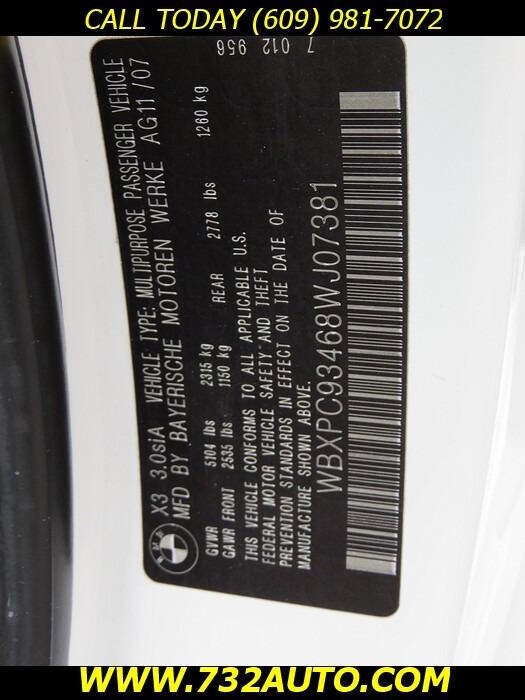 CALL TODAY (609) 981-7072
X3 3.0siA VEHICLE TYPE: MULTIPURPOSE PASSENGER VEHICLE
MFD BY BAYERISCHE MOTOREN WERKE AG11/07
GVWR 5104 lbs 2315 kg
GAWR FRONT 2535 lbs 1150 kg REAR 2778 lbs 1260 kg
THIS VEHICLE CONFORMS TO ALL APPLICABLE U.S.
FEDERAL MOTOR VEHICLE SAFETY AND THEFT
PREVENTION STANDARDS IN EFFECT ON THE DATE OF
MANUFACTURE SHOWN ABOVE.
WBXPC93468WJ07381
7 012 956
BMW
WWW.732AUTO.COM